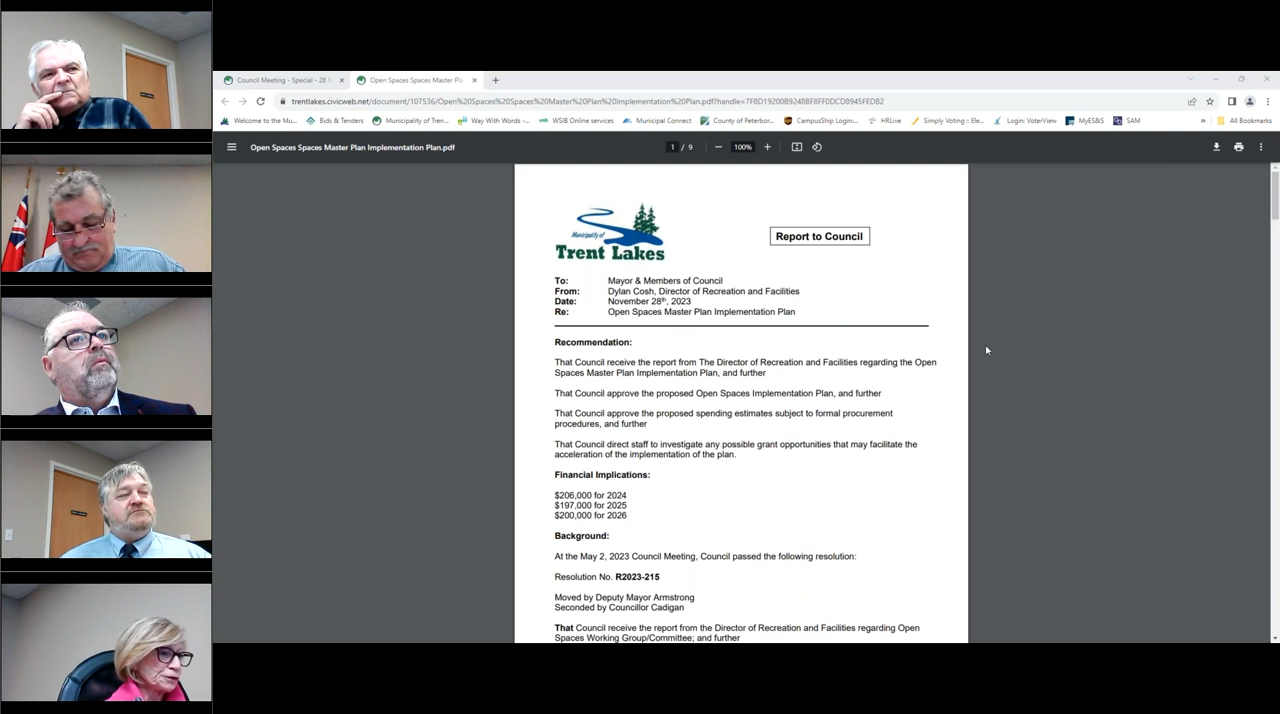 Council Meeting - Special - 28
Open Spaces Spaces Master Pla
trentlakes.civicweb.net/document/107536/Open%20Spaces%20Spaces%20Master%20Plan%20Implementation%20Plan.pdf?handle=7F8D19200B9248BF8FF0DCDB945FEDB2
Welcome to the Mu... Bids & Tenders Municipality of Tren... Way With Words -... WSIB Online services Municipal Connect County of Peterbor... CampusShip Login:... HRLive Simply Voting :: Ele... Login: VoterView MyES&S SAM » All Bookmarks
Open Spaces Spaces Master Plan Implementation Plan.pdf 1 / 9 100%
Municipality of
Trent Lakes
Report to Council
To: Mayor & Members of Council
From: Dylan Cosh, Director of Recreation and Facilities
Date: November 28th, 2023
Re: Open Spaces Master Plan Implementation Plan
Recommendation:
That Council receive the report from The Director of Recreation and Facilities regarding the Open
Spaces Master Plan Implementation Plan, and further
That Council approve the proposed Open Spaces Implementation Plan, and further
That Council approve the proposed spending estimates subject to formal procurement
procedures, and further
That Council direct staff to investigate any possible grant opportunities that may facilitate the
acceleration of the implementation of the plan.
Financial Implications:
$206,000 for 2024
$197,000 for 2025
$200,000 for 2026
Background:
At the May 2, 2023 Council Meeting, Council passed the following resolution:
Resolution No. R2023-215
Moved by Deputy Mayor Armstrong
Seconded by Councillor Cadigan
That Council receive the report from the Director of Recreation and Facilities regarding Open
Spaces Working Group/Committee; and further